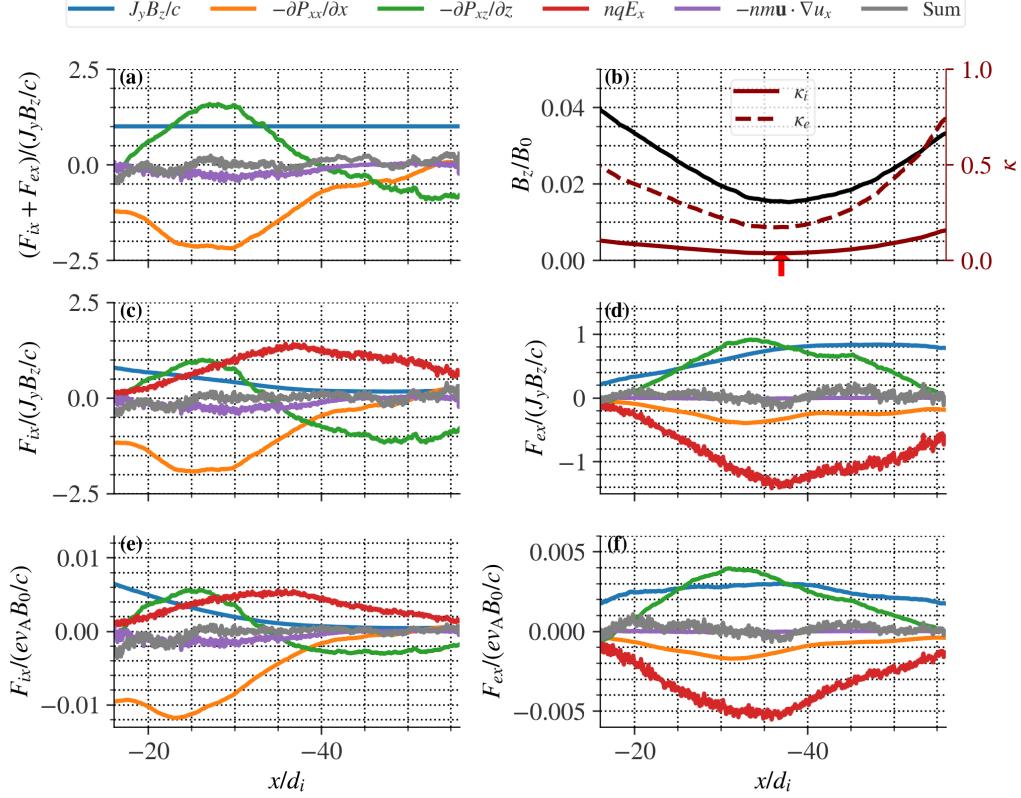 J_yB_z/c −∂P_xx/∂x −∂P_xz/∂z nqE_x −nm𝐮 · ∇u_x Sum
(a)
2.5
0.0
−2.5
(F_ix + F_ex)/(J_yB_z/c)
(b)
0.04
0.02
0.00
B_z/B_0
κ_i
κ_e
1.0
0.5
0.0
κ
(c)
2.5
0.0
−2.5
F_ix/(J_yB_z/c)
(d)
1
0
−1
F_ex/(J_yB_z/c)
(e)
0.01
0.00
−0.01
F_ix/(ev_AB_0/c)
−20 −40
x/d_i
(f)
0.005
0.000
−0.005
F_ex/(ev_AB_0/c)
−20 −40
x/d_i